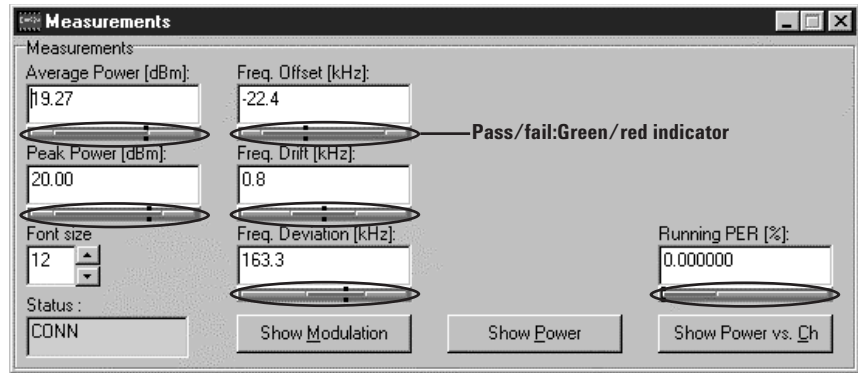 Measurements
Measurements
Average Power [dBm]:
19.27
Freq. Offset [kHz]:
-22.4
Pass/fail:Green/red indicator
Peak Power [dBm]:
20.00
Freq. Drift [kHz]:
0.8
Font size
12
Freq. Deviation [kHz]:
163.3
Running PER [%]:
0.000000
Status :
CONN
Show Modulation
Show Power
Show Power vs. Ch